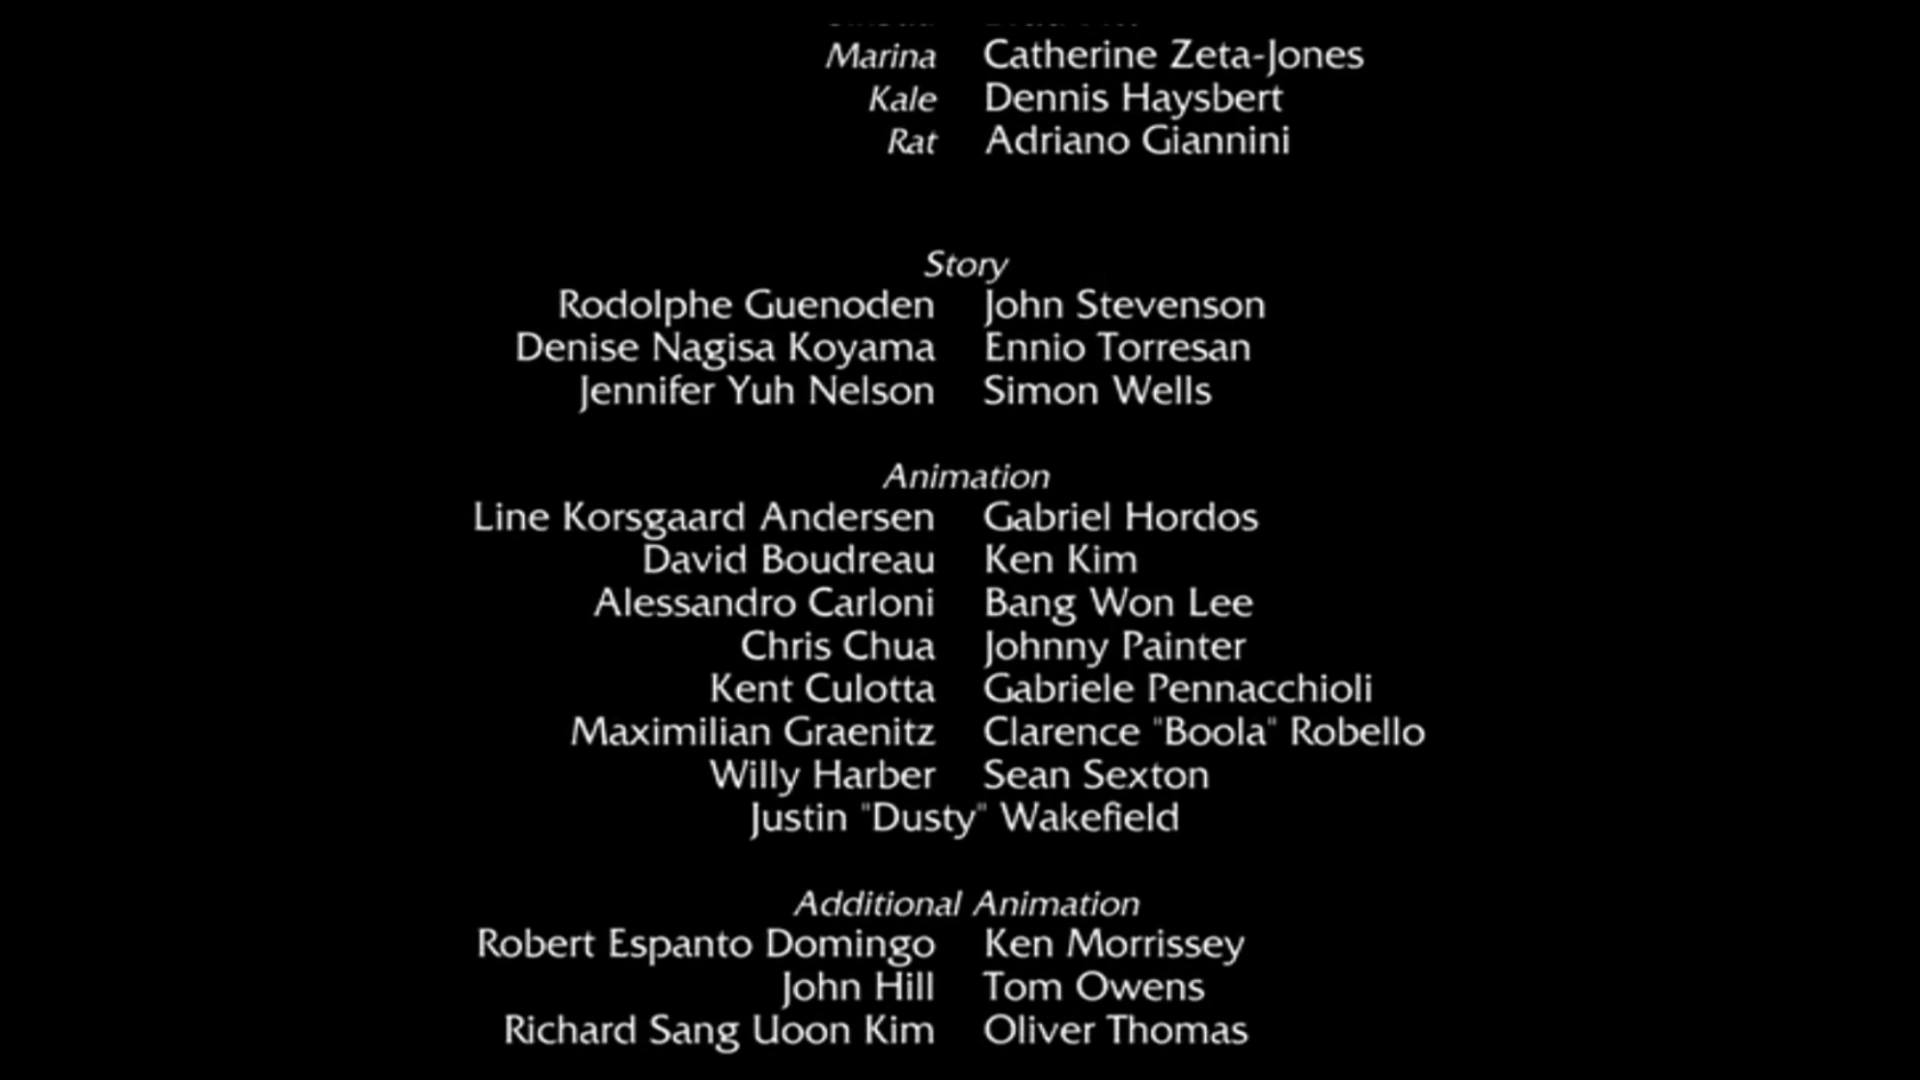 Marina Catherine Zeta-Jones
Kale Dennis Haysbert
Rat Adriano Giannini
Story
Rodolphe Guenoden John Stevenson
Denise Nagisa Koyama Ennio Torresan
Jennifer Yuh Nelson Simon Wells
Animation
Line Korsgaard Andersen Gabriel Hordos
David Boudreau Ken Kim
Alessandro Carloni Bang Won Lee
Chris Chua Johnny Painter
Kent Culotta Gabriele Pennacchioli
Maximilian Graenitz Clarence "Boola" Robello
Willy Harber Sean Sexton
Justin "Dusty" Wakefield
Additional Animation
Robert Espanto Domingo Ken Morrissey
John Hill Tom Owens
Richard Sang Uoon Kim Oliver Thomas